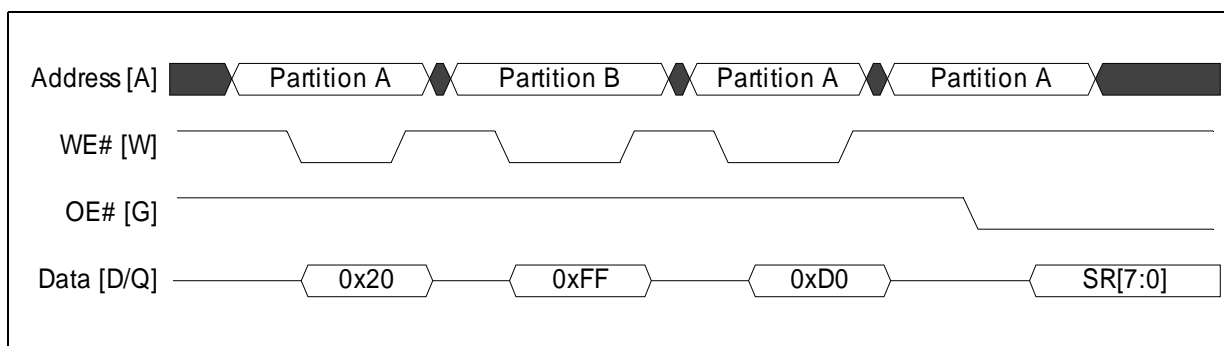 Address [A] Partition A Partition B Partition A Partition A
WE# [W]
OE# [G]
Data [D/Q] 0x20 0xFF 0xD0 SR[7:0]